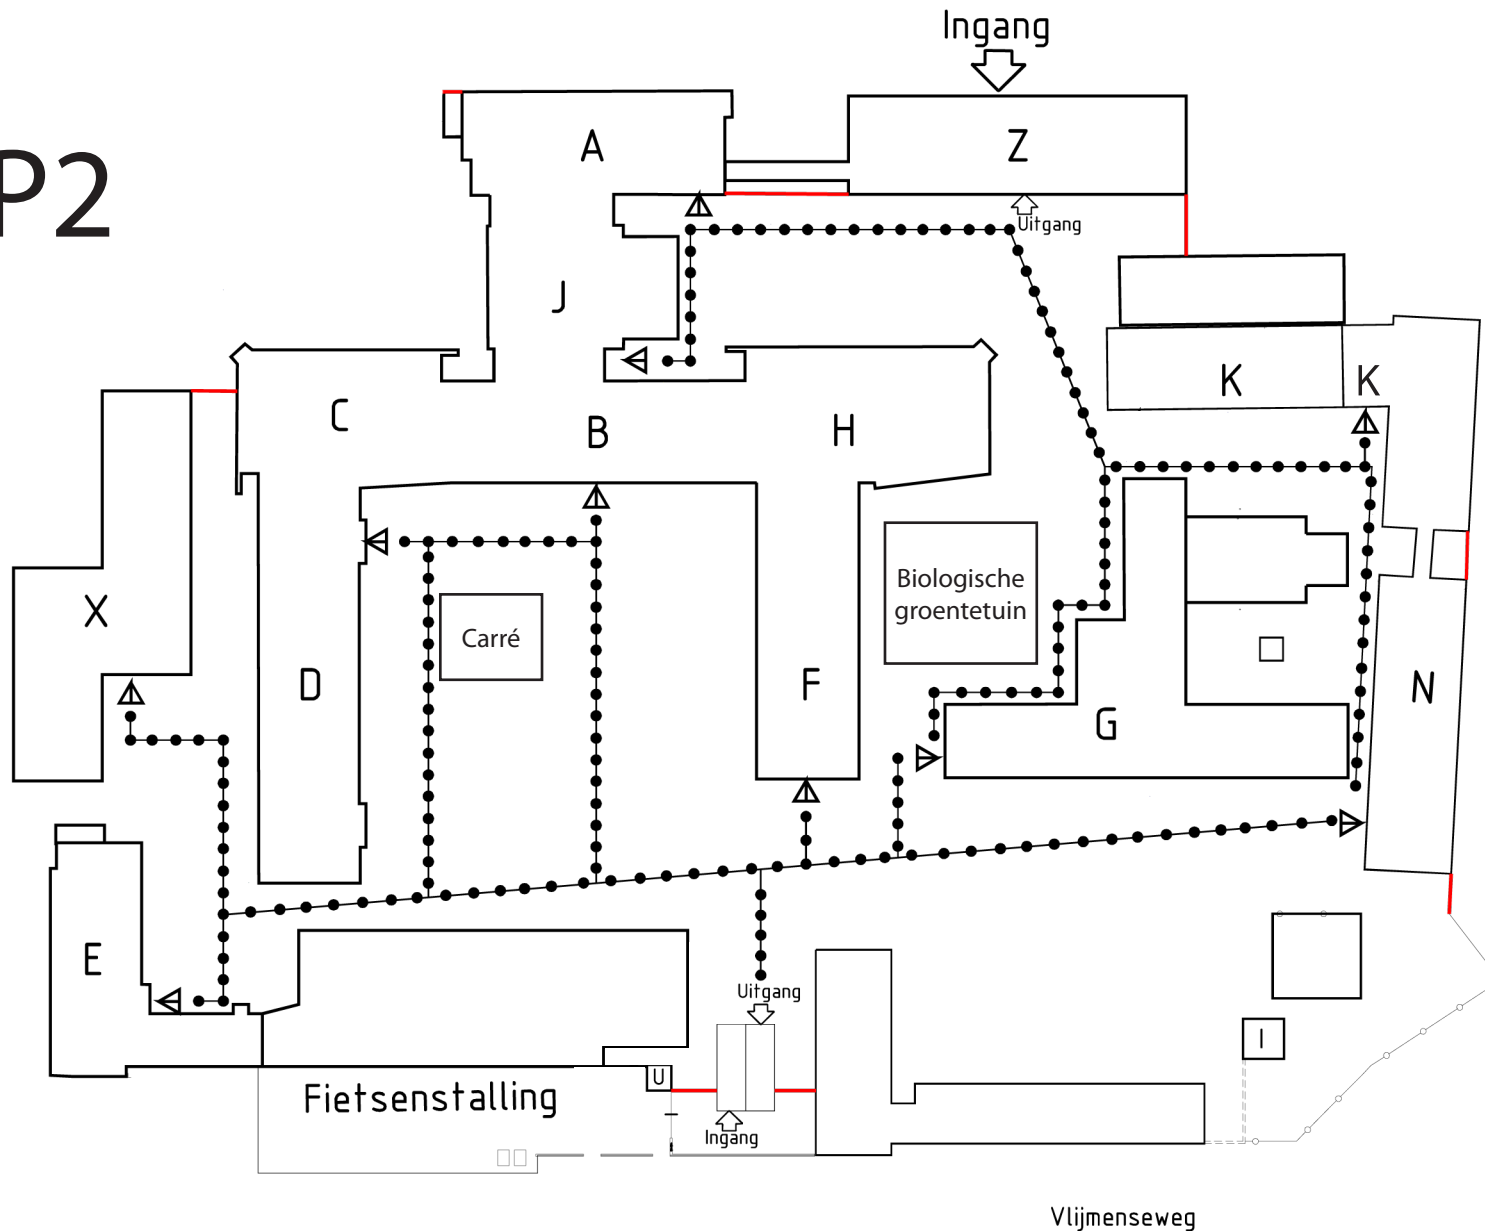 Ingang
P2
A
Z
Uitgang
J
K
K
C
B
H
Biologische
groentetuin
X
Carré
D
F
N
G
E
Uitgang
I
U
Fietsenstalling
Ingang
Vlijmenseweg